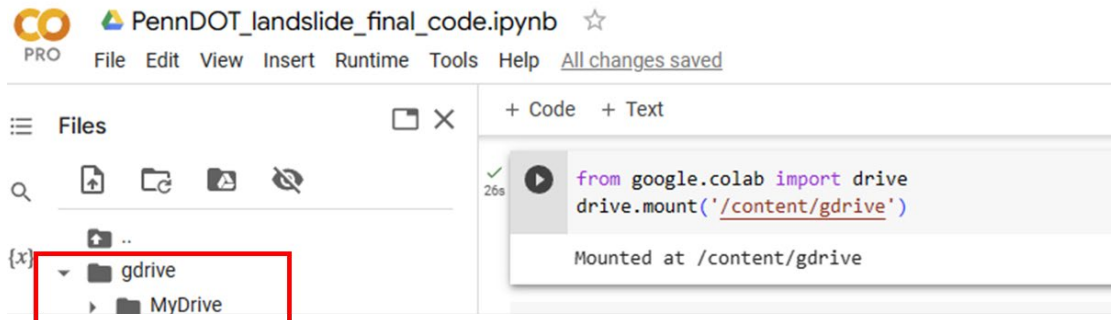 PennDOT_landslide_final_code.ipynb
PRO
File Edit View Insert Runtime Tools Help All changes saved
Files
+ Code + Text
26s
from google.colab import drive
drive.mount('/content/gdrive')
..
{x}
gdrive
Mounted at /content/gdrive
MyDrive